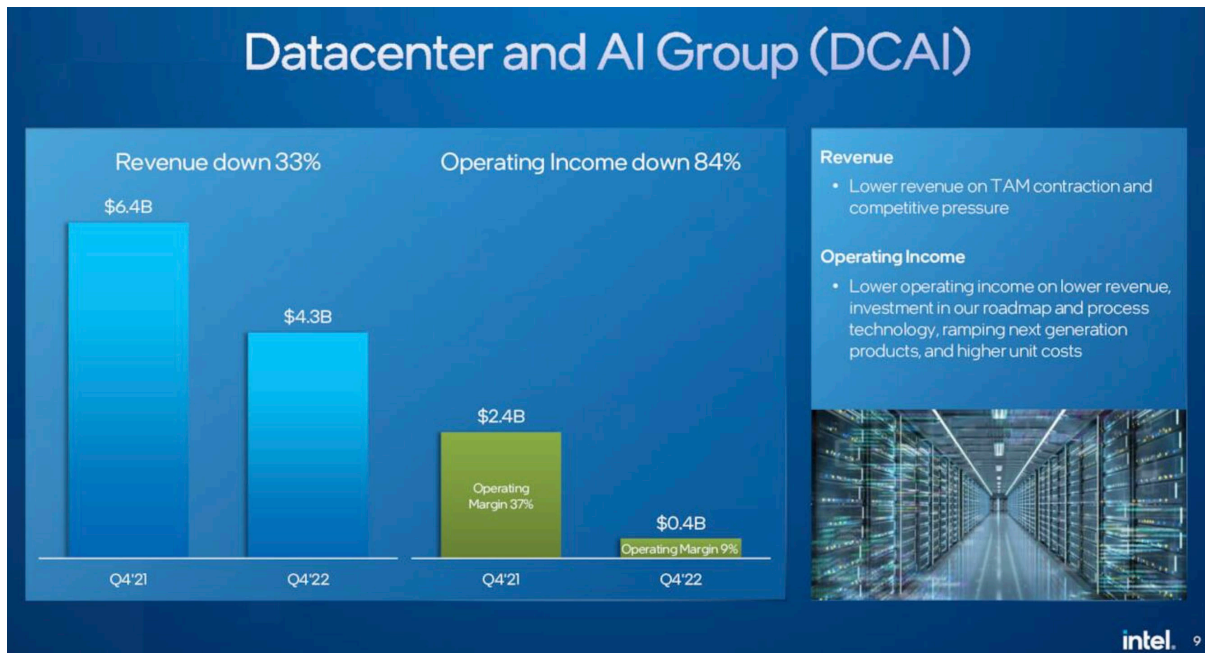 Datacenter and AI Group (DCAI)
Revenue down 33%
$6.4B
$4.3B
Q4'21
Q4'22
Operating Income down 84%
$2.4B
Operating
Margin 37%
$0.4B
Operating Margin 9%
Q4'21
Q4'22
Revenue
• Lower revenue on TAM contraction and
competitive pressure
Operating Income
• Lower operating income on lower revenue,
investment in our roadmap and process
technology, ramping next generation
products, and higher unit costs
intel.
9